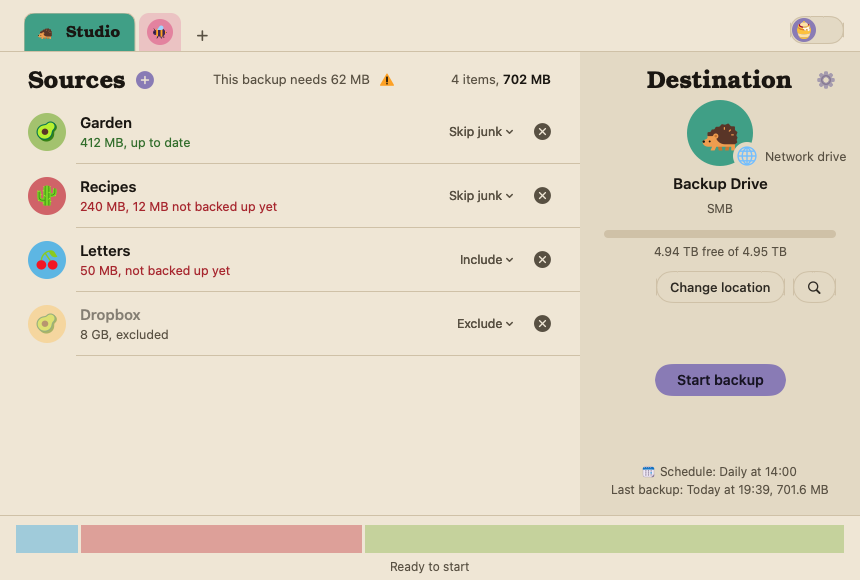 Studio
+
Sources
This backup needs 62 MB
4 items, 702 MB
Garden
412 MB, up to date
Skip junk
Recipes
240 MB, 12 MB not backed up yet
Skip junk
Letters
50 MB, not backed up yet
Include
Dropbox
8 GB, excluded
Exclude
Destination
Network drive
Backup Drive
SMB
4.94 TB free of 4.95 TB
Change location
Start backup
Schedule: Daily at 14:00
Last backup: Today at 19:39, 701.6 MB
Ready to start